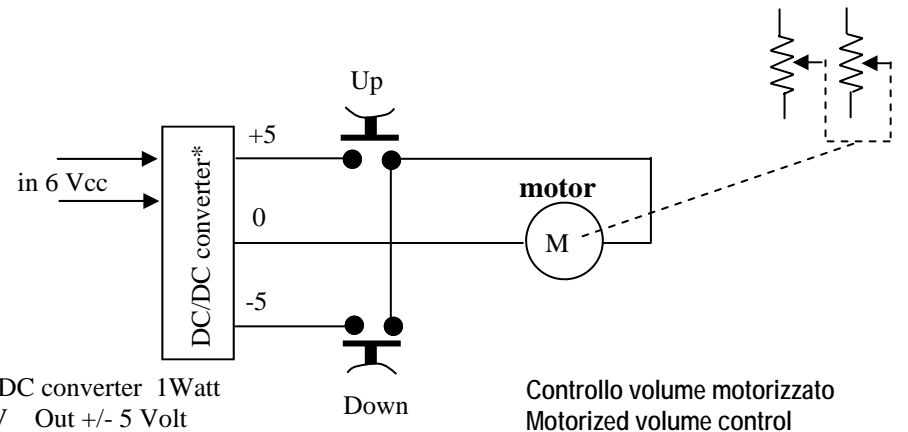 Up
+5
in 6 Vcc
DC/DC converter*
motor
0
M
-5
DC converter 1Watt
Out +/- 5 Volt
Down
Controllo volume motorizzato
Motorized volume control